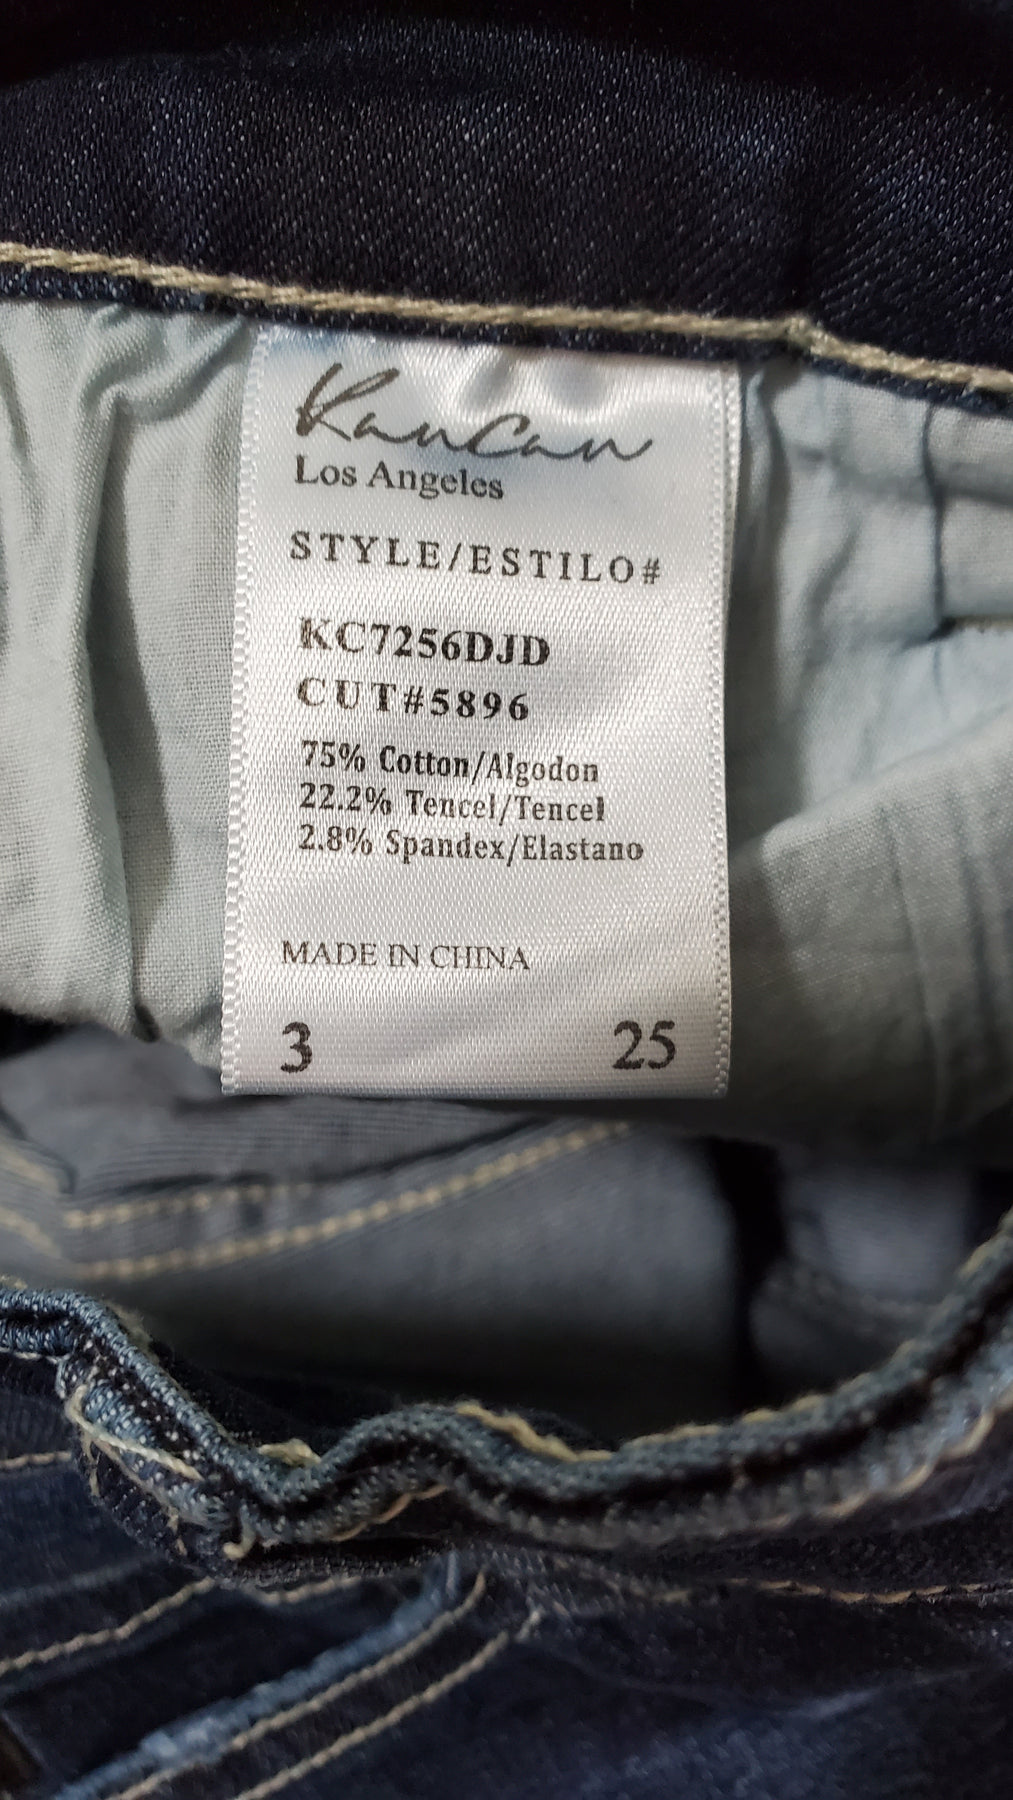 KanCan
Los Angeles
STYLE/ESTILO#
KC7256DJD
CUT#5896
75% Cotton/Algodon
22.2% Tencel/Tencel
2.8% Spandex/Elastano
MADE IN CHINA
3 25